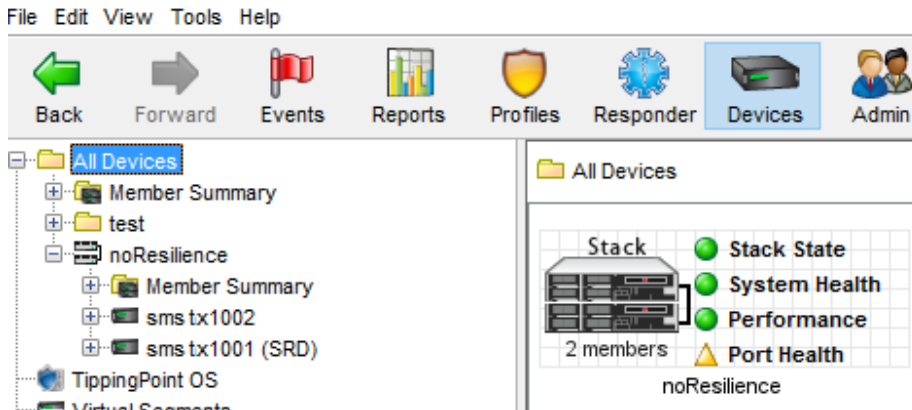 File Edit View Tools Help
Back Forward Events Reports Profiles Responder Devices Admin
All Devices
Member Summary
test
noResilience
Member Summary
sms tx1002
sms tx1001 (SRD)
TippingPoint OS
Virtual Segments
All Devices
Stack
Stack State
System Health
Performance
2 members
Port Health
noResilience